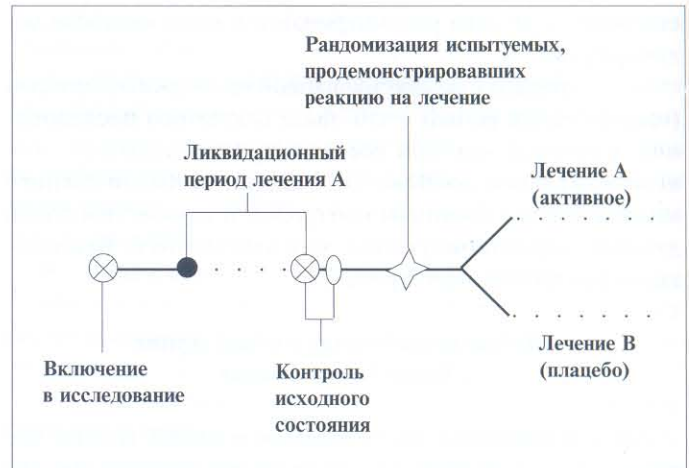 Рандомизация испытуемых,
продемонстрировавших
реакцию на лечение
Ликвидационный
период лечения А
Лечение А
(активное)
Включение
в исследование
Контроль
исходного
состояния
Лечение В
(плацебо)